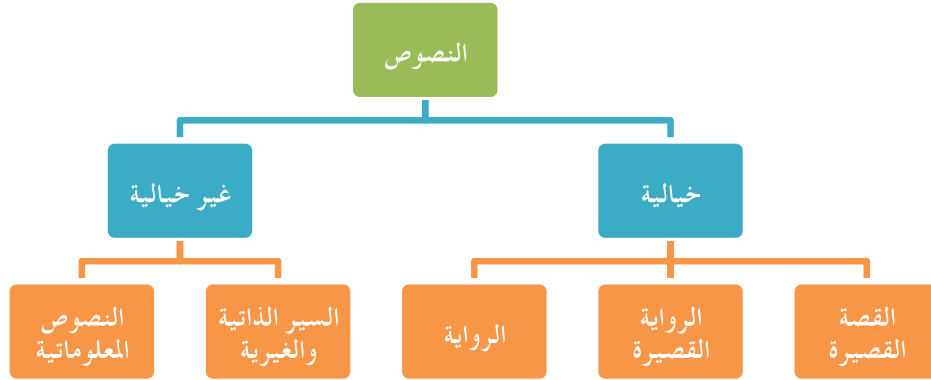 النصوص
خيالية
غير خيالية
القصة
القصيرة
الرواية
القصيرة
الرواية
السير الذاتية
والغيرية
النصوص
المعلوماتية